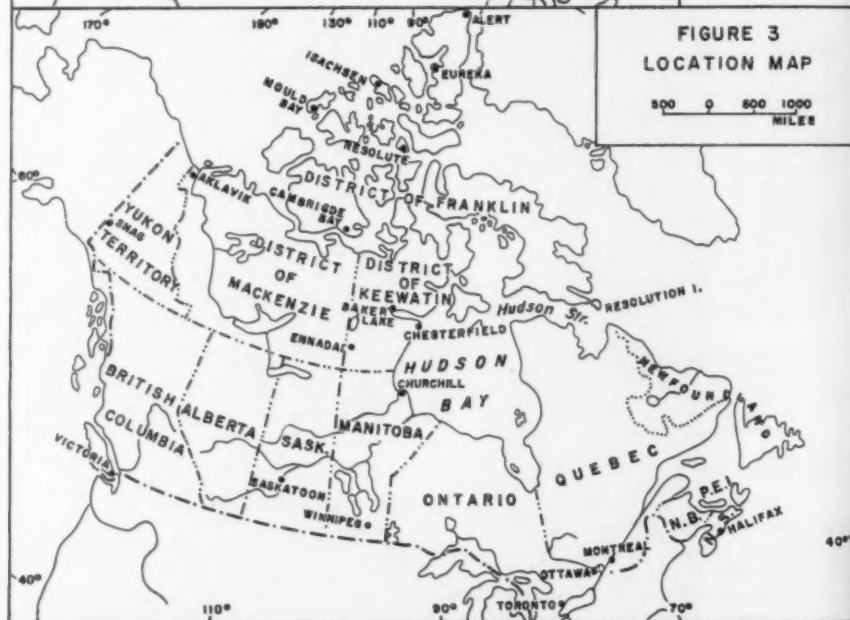 170° 150° 130° 110° 90°
ALERT
FIGURE 3
LOCATION MAP
500 0 500 1000
MILES
ISACHSEN
EUREKA
MOULD
BAY
RESOLUTE
60°
AKLAVIK
DISTRICT
OF FRANKLIN
CAMBRIGDE
BAY
YUKON
TERRITORY
SNAG
DISTRICT
OF
MACKENZIE
DISTRICT
OF
KEEWATIN
BAKER
LAKE
Hudson Str.
RESOLUTION I.
CHESTERFIELD
ENNADAI
HUDSON
BAY
CHURCHILL
NEWFOUNDLAND
BRITISH
COLUMBIA
ALBERTA
SASK.
MANITOBA
VICTORIA
SASKATOON
WINNIPEG
ONTARIO
QUEBEC
P.E.I.
N.B.
N.S.
HALIFAX
MONTREAL
OTTAWA
TORONTO
40°
40°
110° 90° 70°